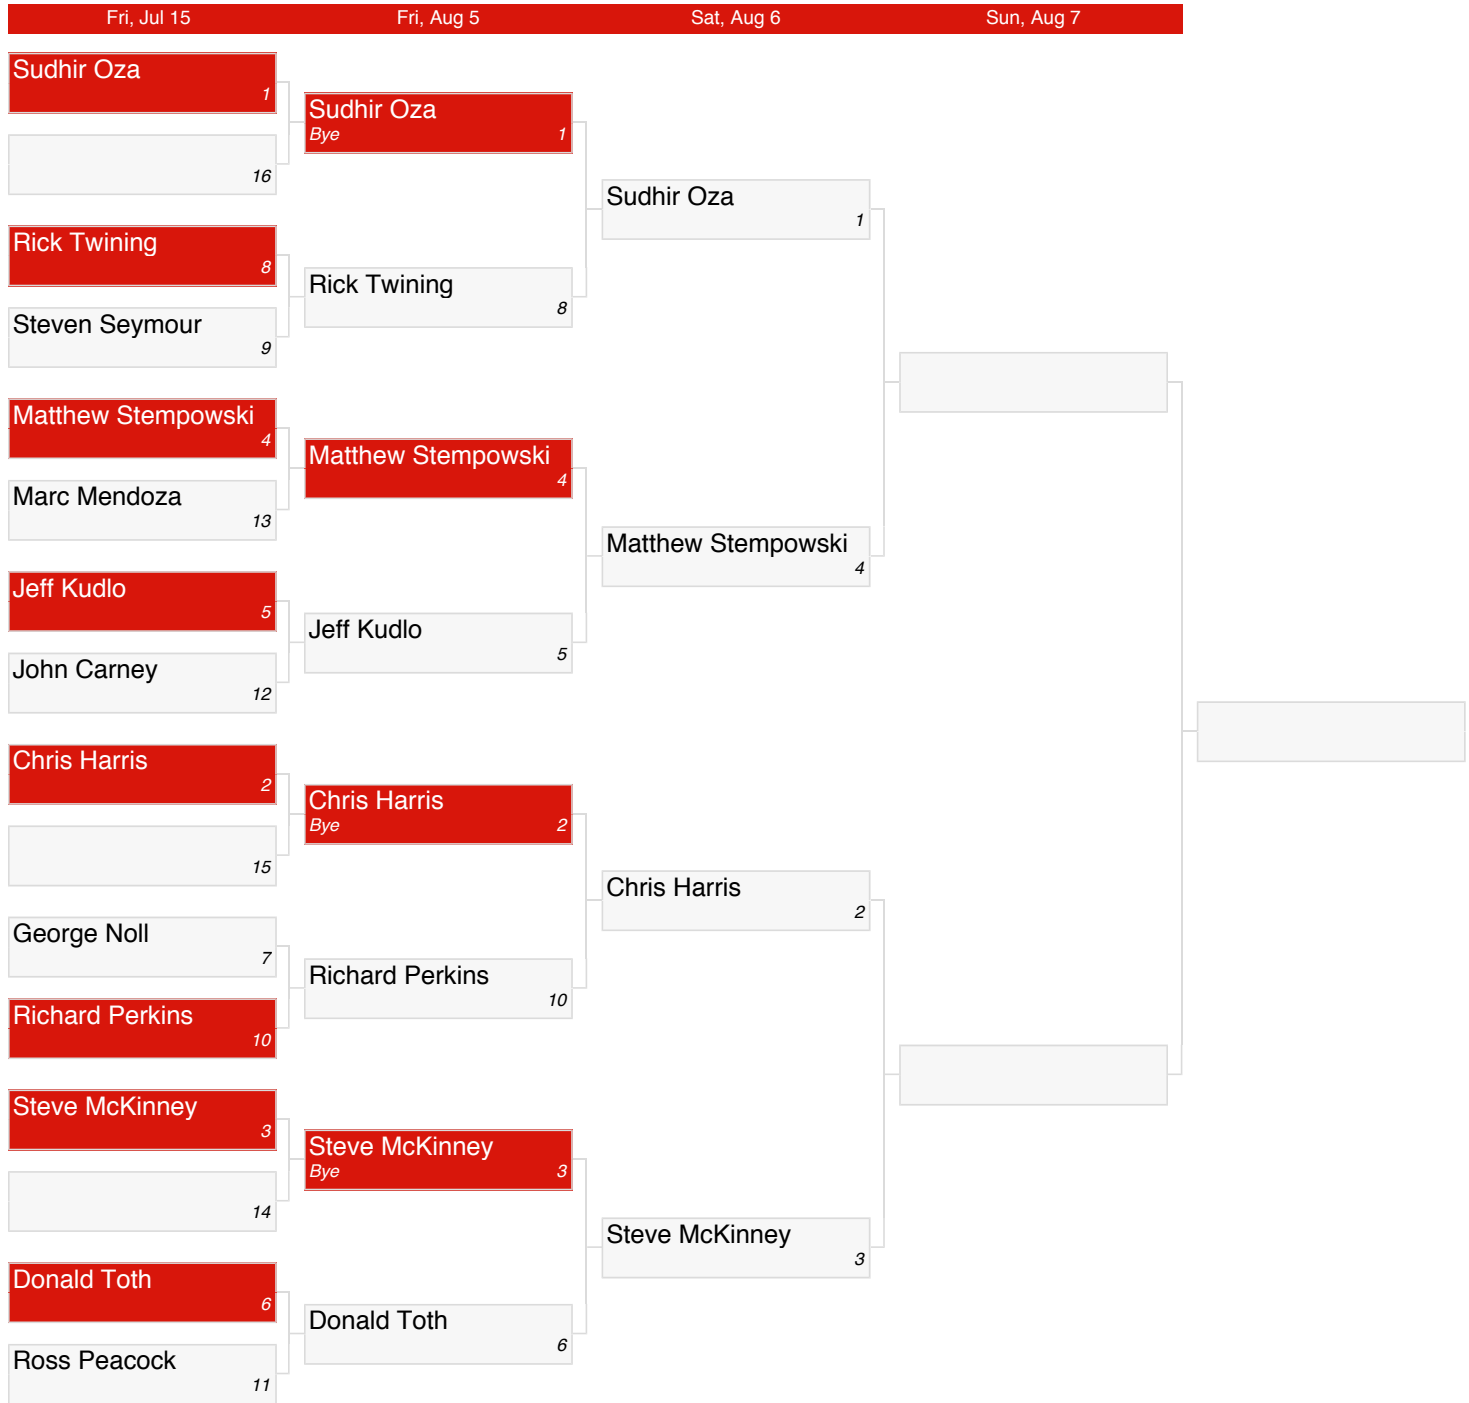 Fri, Jul 15
Fri, Aug 5
Sat, Aug 6
Sun, Aug 7
Sudhir Oza
1
16
Rick Twining
8
Steven Seymour
9
Matthew Stempowski
4
Marc Mendoza
13
Jeff Kudlo
5
John Carney
12
Chris Harris
2
15
George Noll
7
Richard Perkins
10
Steve McKinney
3
14
Donald Toth
6
Ross Peacock
11
Sudhir Oza
Bye 1
Rick Twining
8
Matthew Stempowski
4
Jeff Kudlo
5
Chris Harris
Bye 2
Richard Perkins
10
Steve McKinney
Bye 3
Donald Toth
6
Sudhir Oza
1
Matthew Stempowski
4
Chris Harris
2
Steve McKinney
3